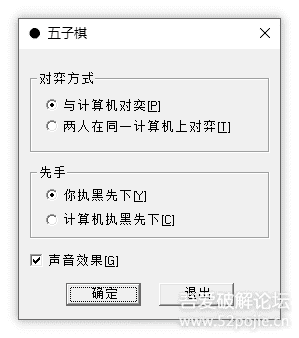 五子棋
对弈方式
与计算机对奕[P]
两人在同一计算机上对弈[T]
先手
你执黑先下[Y]
计算机执黑先下[C]
声音效果[G]
确定
退出
吾爱破解论坛
www.52pojie.cn